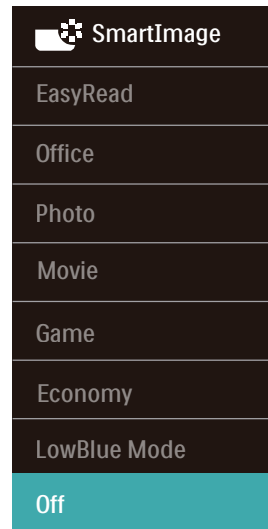 SmartImage
EasyRead
Office
Photo
Movie
Game
Economy
LowBlue Mode
Off